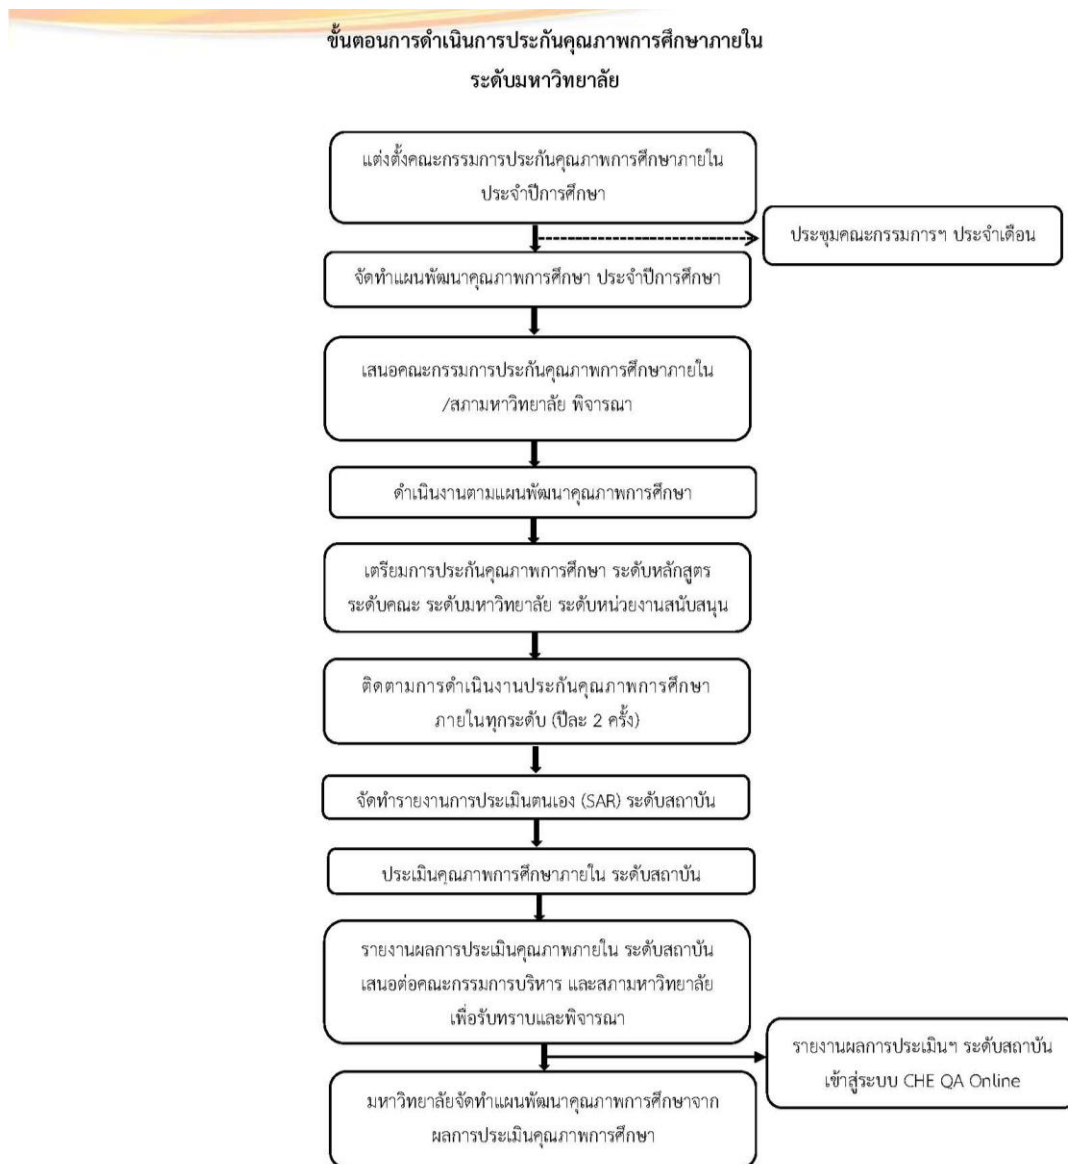 ขั้นตอนการดำเนินการประกันคุณภาพการศึกษาภายใน
ระดับมหาวิทยาลัย
แต่งตั้งคณะกรรมการประกันคุณภาพการศึกษาภายใน
ประจำปีการศึกษา
ประชุมคณะกรรมการฯ ประจำเดือน
จัดทำแผนพัฒนาคุณภาพการศึกษา ประจำปีการศึกษา
เสนอคณะกรรมการประกันคุณภาพการศึกษาภายใน
/สภามหาวิทยาลัย พิจารณา
ดำเนินงานตามแผนพัฒนาคุณภาพการศึกษา
เตรียมการประกันคุณภาพการศึกษา ระดับหลักสูตร
ระดับคณะ ระดับมหาวิทยาลัย ระดับหน่วยงานสนับสนุน
ติดตามการดำเนินงานประกันคุณภาพการศึกษา
ภายในทุกระดับ (ปีละ 2 ครั้ง)
จัดทำรายงานการประเมินตนเอง (SAR) ระดับสถาบัน
ประเมินคุณภาพการศึกษาภายใน ระดับสถาบัน
รายงานผลการประเมินคุณภาพภายใน ระดับสถาบัน
เสนอต่อคณะกรรมการบริหาร และสภามหาวิทยาลัย
เพื่อรับทราบและพิจารณา
รายงานผลการประเมินฯ ระดับสถาบัน
เข้าสู่ระบบ CHE QA Online
มหาวิทยาลัยจัดทำแผนพัฒนาคุณภาพการศึกษาจาก
ผลการประเมินคุณภาพการศึกษา